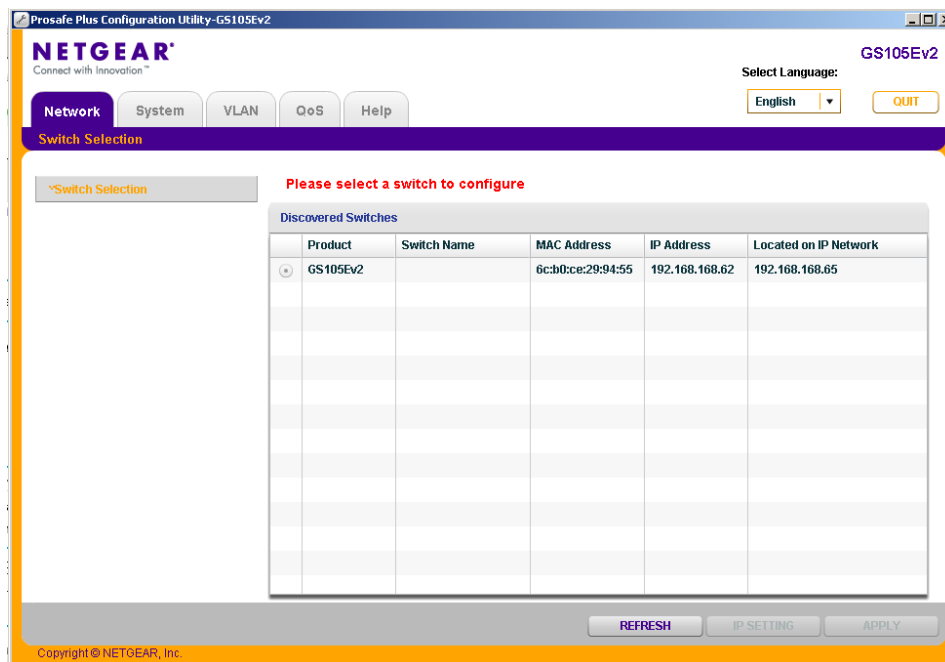 Prosafe Plus Configuration Utility-GS105Ev2
NETGEAR®
Connect with Innovation™
GS105Ev2
Select Language:
English
QUIT
Network System VLAN QoS Help
Switch Selection
Switch Selection
Please select a switch to configure
Discovered Switches
Product Switch Name MAC Address IP Address Located on IP Network
GS105Ev2 6c:b0:ce:29:94:55 192.168.168.62 192.168.168.65
REFRESH IP SETTING APPLY
Copyright © NETGEAR, Inc.